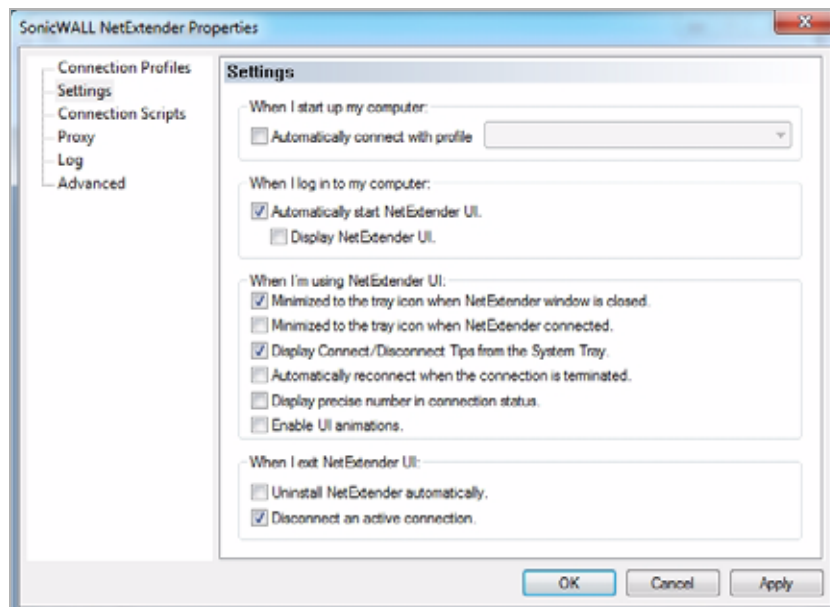 SonicWALL NetExtender Properties
Connection Profiles
Settings
Connection Scripts
Proxy
Log
Advanced
Settings
When I start up my computer:
Automatically connect with profile
When I log in to my computer:
Automatically start NetExtender UI.
Display NetExtender UI.
When I'm using NetExtender UI:
Minimized to the tray icon when NetExtender window is closed.
Minimized to the tray icon when NetExtender connected.
Display Connect/Disconnect Tips from the System Tray.
Automatically reconnect when the connection is terminated.
Display precise number in connection status.
Enable UI animations.
When I exit NetExtender UI:
Uninstall NetExtender automatically.
Disconnect an active connection.
OK Cancel Apply